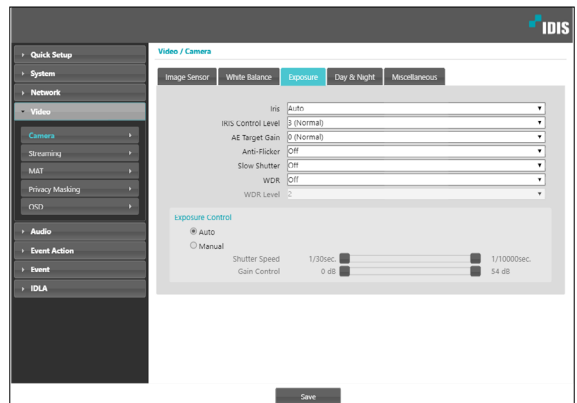 IDIS
Quick Setup
System
Network
Video
Camera
Streaming
MAT
Privacy Masking
OSD
Audio
Event Action
Event
IDLA
Video / Camera
Image Sensor White Balance Exposure Day & Night Miscellaneous
Iris Auto
IRIS Control Level 3 (Normal)
AE Target Gain 0 (Normal)
Anti-Flicker Off
Slow Shutter Off
WDR Off
WDR Level 2
Exposure Control
Auto
Manual
Shutter Speed 1/30sec. 1/10000sec.
Gain Control 0 dB 54 dB
Save